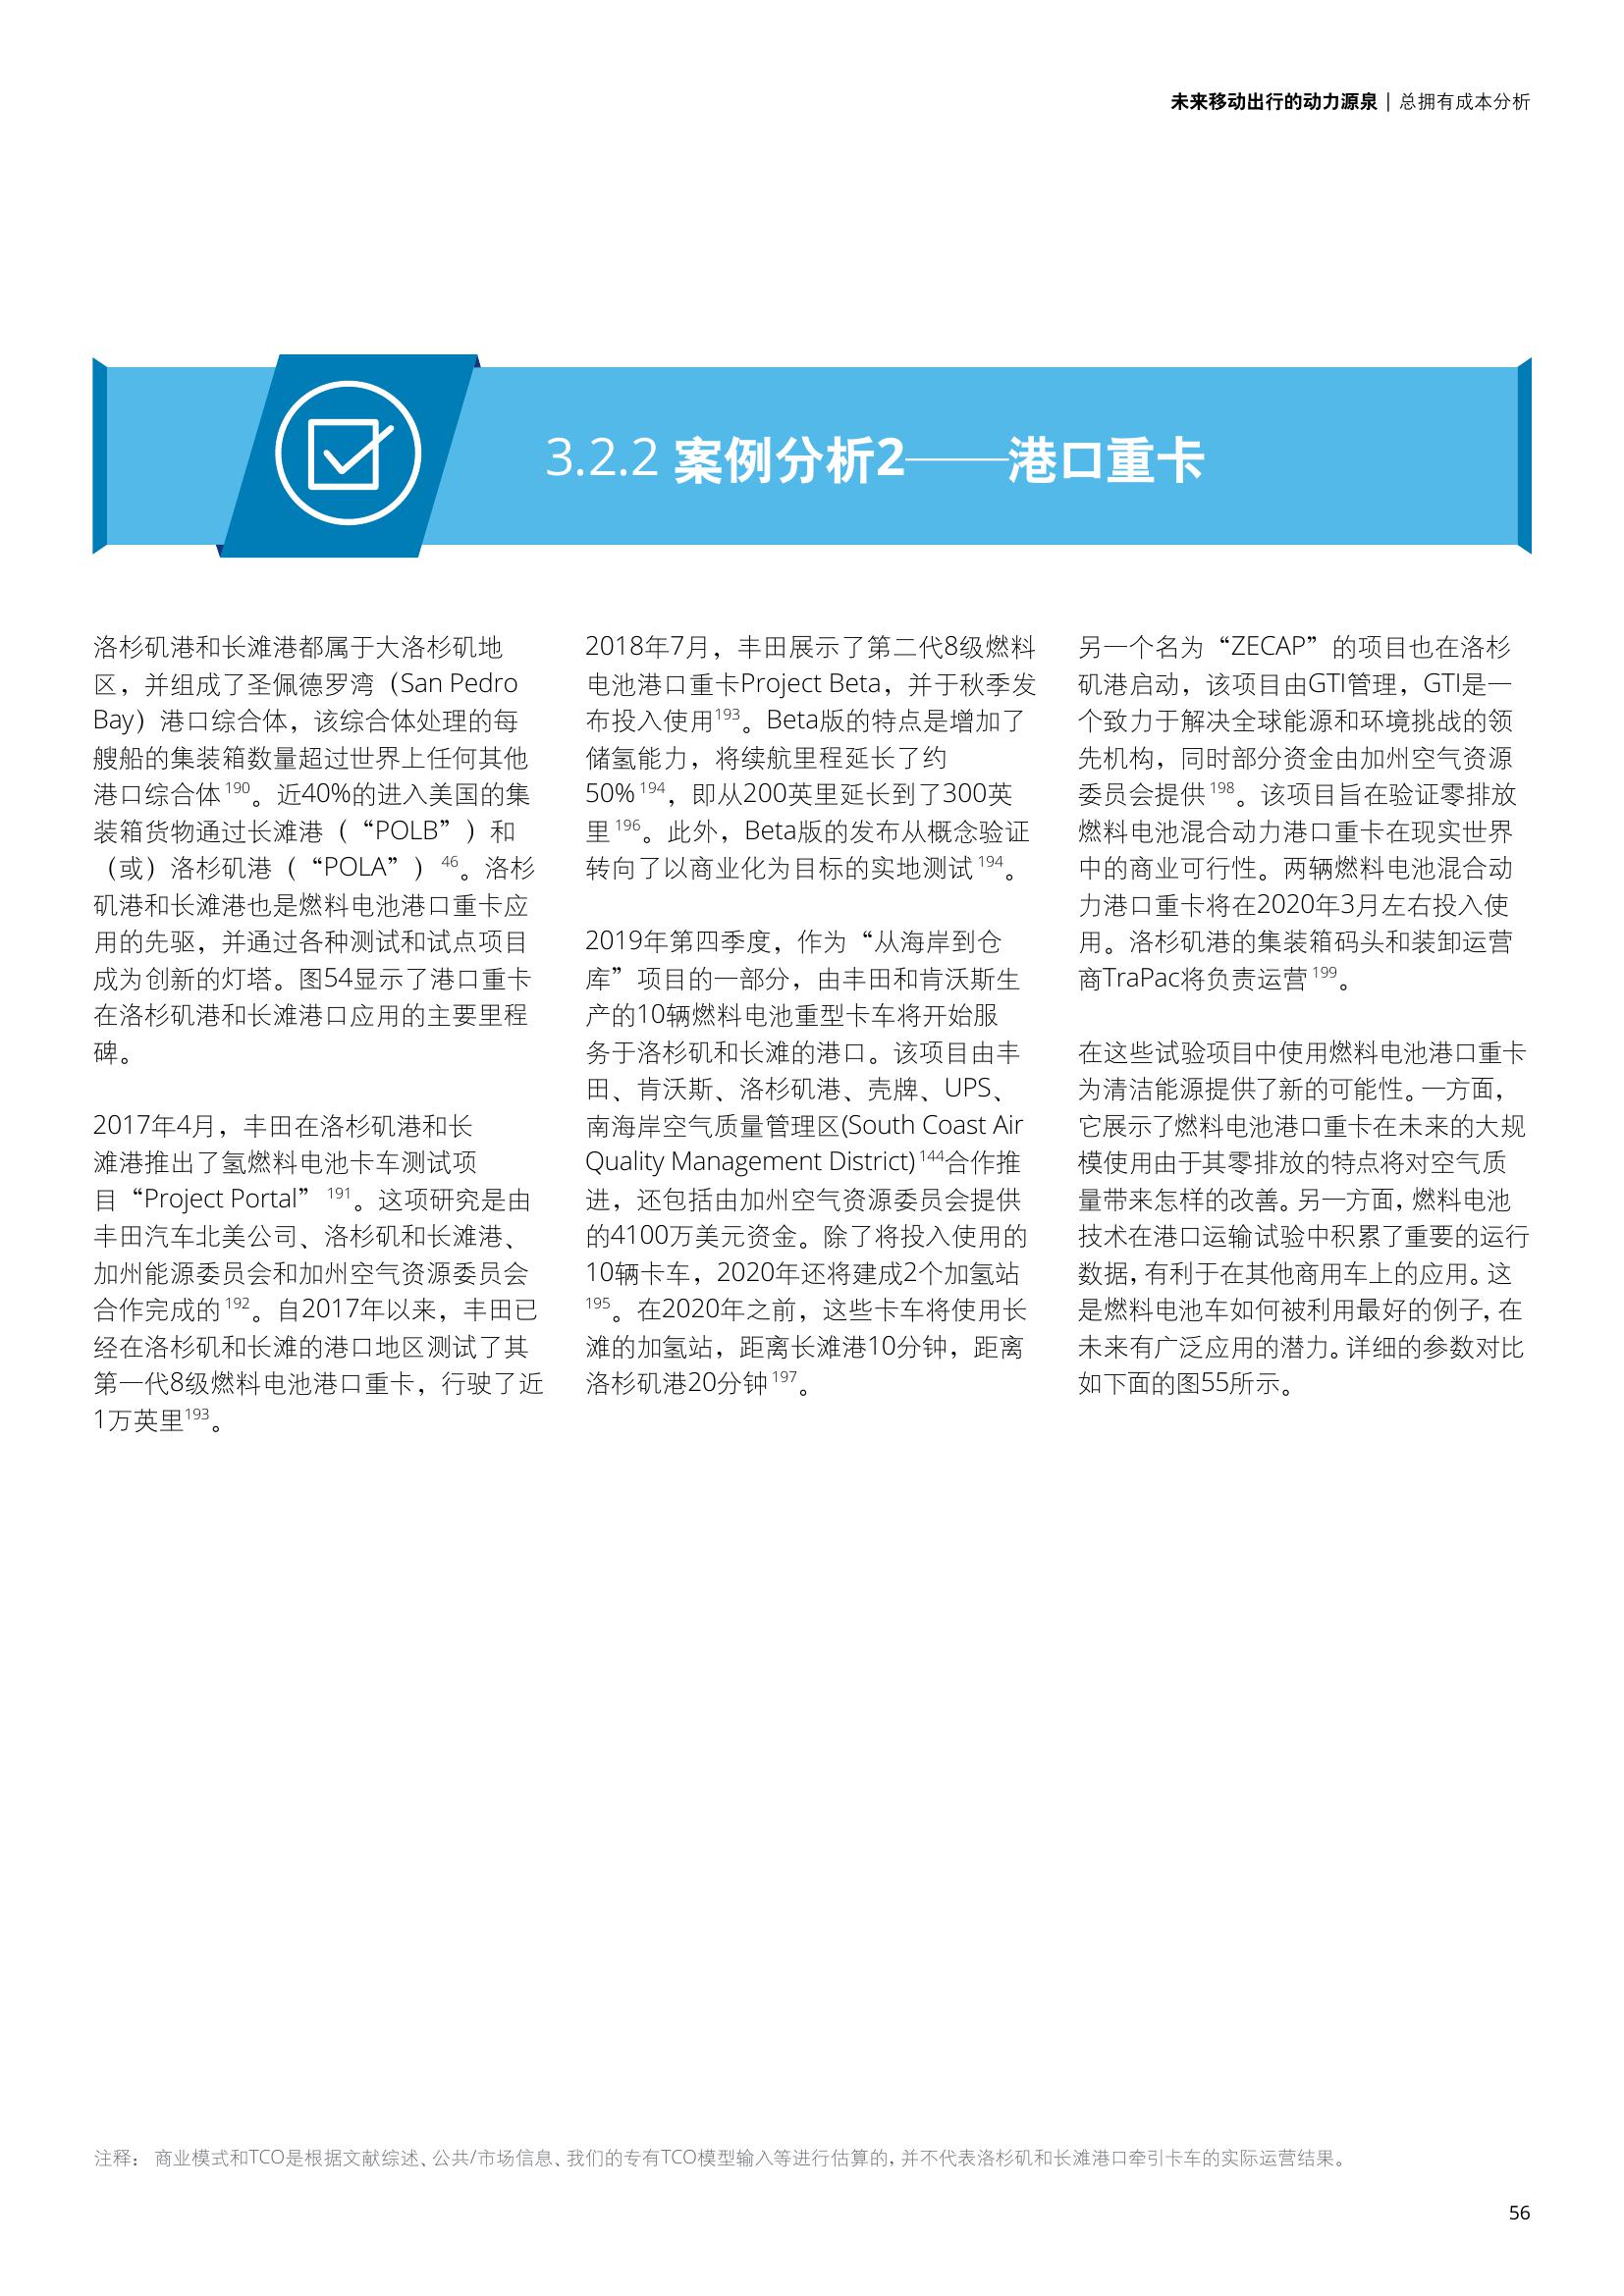 未来移动出行的动力源泉 | 总拥有成本分析
3.2.2 案例分析2——港口重卡
洛杉矶港和长滩港都属于大洛杉矶地
区，并组成了圣佩德罗湾（San Pedro
Bay）港口综合体，该综合体处理的每
艘船的集装箱数量超过世界上任何其他
港口综合体190。近40%的进入美国的集
装箱货物通过长滩港（“POLB”）和
（或）洛杉矶港（“POLA”）46。洛杉
矶港和长滩港也是燃料电池港口重卡应
用的先驱，并通过各种测试和试点项目
成为创新的灯塔。图54显示了港口重卡
在洛杉矶港和长滩港口应用的主要里程
碑。
2017年4月，丰田在洛杉矶港和长
滩港推出了氢燃料电池卡车测试项
目“Project Portal”191。这项研究是由
丰田汽车北美公司、洛杉矶和长滩港、
加州能源委员会和加州空气资源委员会
合作完成的192。自2017年以来，丰田已
经在洛杉矶和长滩的港口地区测试了其
第一代8级燃料电池港口重卡，行驶了近
1万英里193。
2018年7月，丰田展示了第二代8级燃料
电池港口重卡Project Beta，并于秋季发
布投入使用193。Beta版的特点是增加了
储氢能力，将续航里程延长了约
50%194，即从200英里延长到了300英
里196。此外，Beta版的发布从概念验证
转向了以商业化为目标的实地测试194。
2019年第四季度，作为“从海岸到仓
库”项目的一部分，由丰田和肯沃斯生
产的10辆燃料电池重型卡车将开始服
务于洛杉矶和长滩的港口。该项目由丰
田、肯沃斯、洛杉矶港、壳牌、UPS、
南海岸空气质量管理区(South Coast Air
Quality Management District)144合作推
进，还包括由加州空气资源委员会提供
的4100万美元资金。除了将投入使用的
10辆卡车，2020年还将建成2个加氢站
195。在2020年之前，这些卡车将使用长
滩的加氢站，距离长滩港10分钟，距离
洛杉矶港20分钟197。
另一个名为“ZECAP”的项目也在洛杉
矶港启动，该项目由GTI管理，GTI是一
个致力于解决全球能源和环境挑战的领
先机构，同时部分资金由加州空气资源
委员会提供198。该项目旨在验证零排放
燃料电池混合动力港口重卡在现实世界
中的商业可行性。两辆燃料电池混合动
力港口重卡将在2020年3月左右投入使
用。洛杉矶港的集装箱码头和装卸运营
商TraPac将负责运营199。
在这些试验项目中使用燃料电池港口重卡
为清洁能源提供了新的可能性。一方面，
它展示了燃料电池港口重卡在未来的大规
模使用由于其零排放的特点将对空气质
量带来怎样的改善。另一方面，燃料电池
技术在港口运输试验中积累了重要的运行
数据，有利于在其他商用车上的应用。这
是燃料电池车如何被利用最好的例子，在
未来有广泛应用的潜力。详细的参数对比
如下面的图55所示。
注释： 商业模式和TCO是根据文献综述、公共/市场信息、我们的专有TCO模型输入等进行估算的，并不代表洛杉矶和长滩港口牵引卡车的实际运营结果。
56